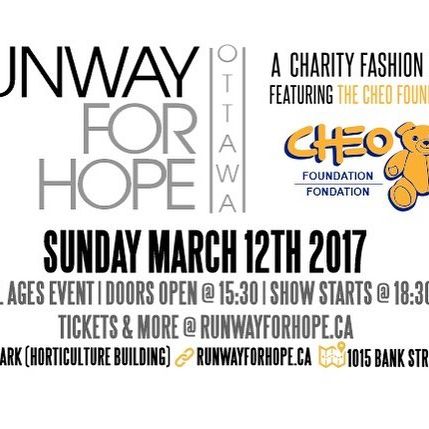 UNWAY
FOR
HOPE
OTTAWA
A CHARITY FASHION
FEATURING THE CHEO FOUN
CHEO
FOUNDATION
FONDATION
SUNDAY MARCH 12TH 2017
L AGES EVENT | DOORS OPEN @ 15:30 | SHOW STARTS @ 18:30
TICKETS & MORE @ RUNWAYFORHOPE.CA
ARK (HORTICULTURE BUILDING) RUNWAYFORHOPE.CA 1015 BANK STR